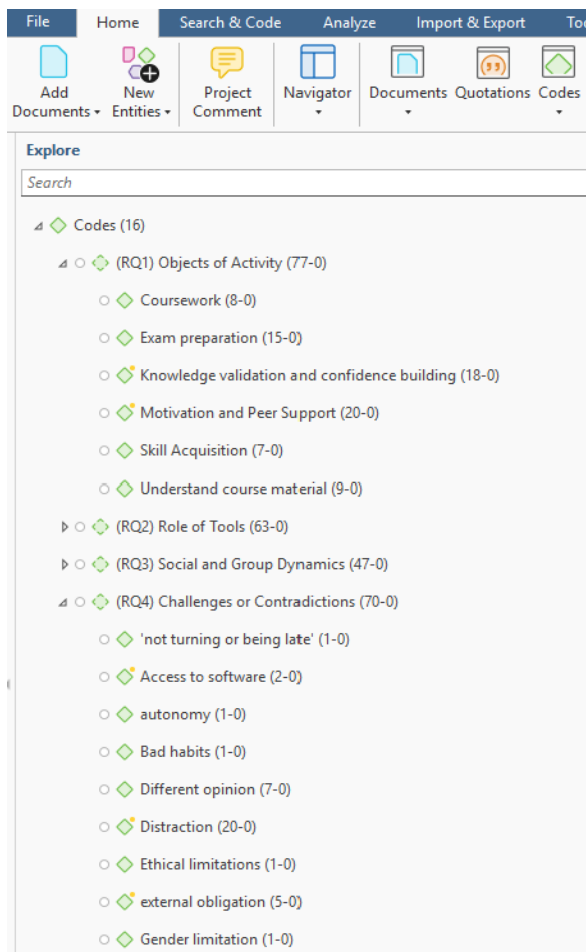 File Home Search & Code Analyze Import & Export Too
Add Documents New Entities Project Comment Navigator Documents Quotations Codes
Explore
Search
Codes (16)
(RQ1) Objects of Activity (77-0)
Coursework (8-0)
Exam preparation (15-0)
Knowledge validation and confidence building (18-0)
Motivation and Peer Support (20-0)
Skill Acquisition (7-0)
Understand course material (9-0)
(RQ2) Role of Tools (63-0)
(RQ3) Social and Group Dynamics (47-0)
(RQ4) Challenges or Contradictions (70-0)
'not turning or being late' (1-0)
Access to software (2-0)
autonomy (1-0)
Bad habits (1-0)
Different opinion (7-0)
Distraction (20-0)
Ethical limitations (1-0)
external obligation (5-0)
Gender limitation (1-0)